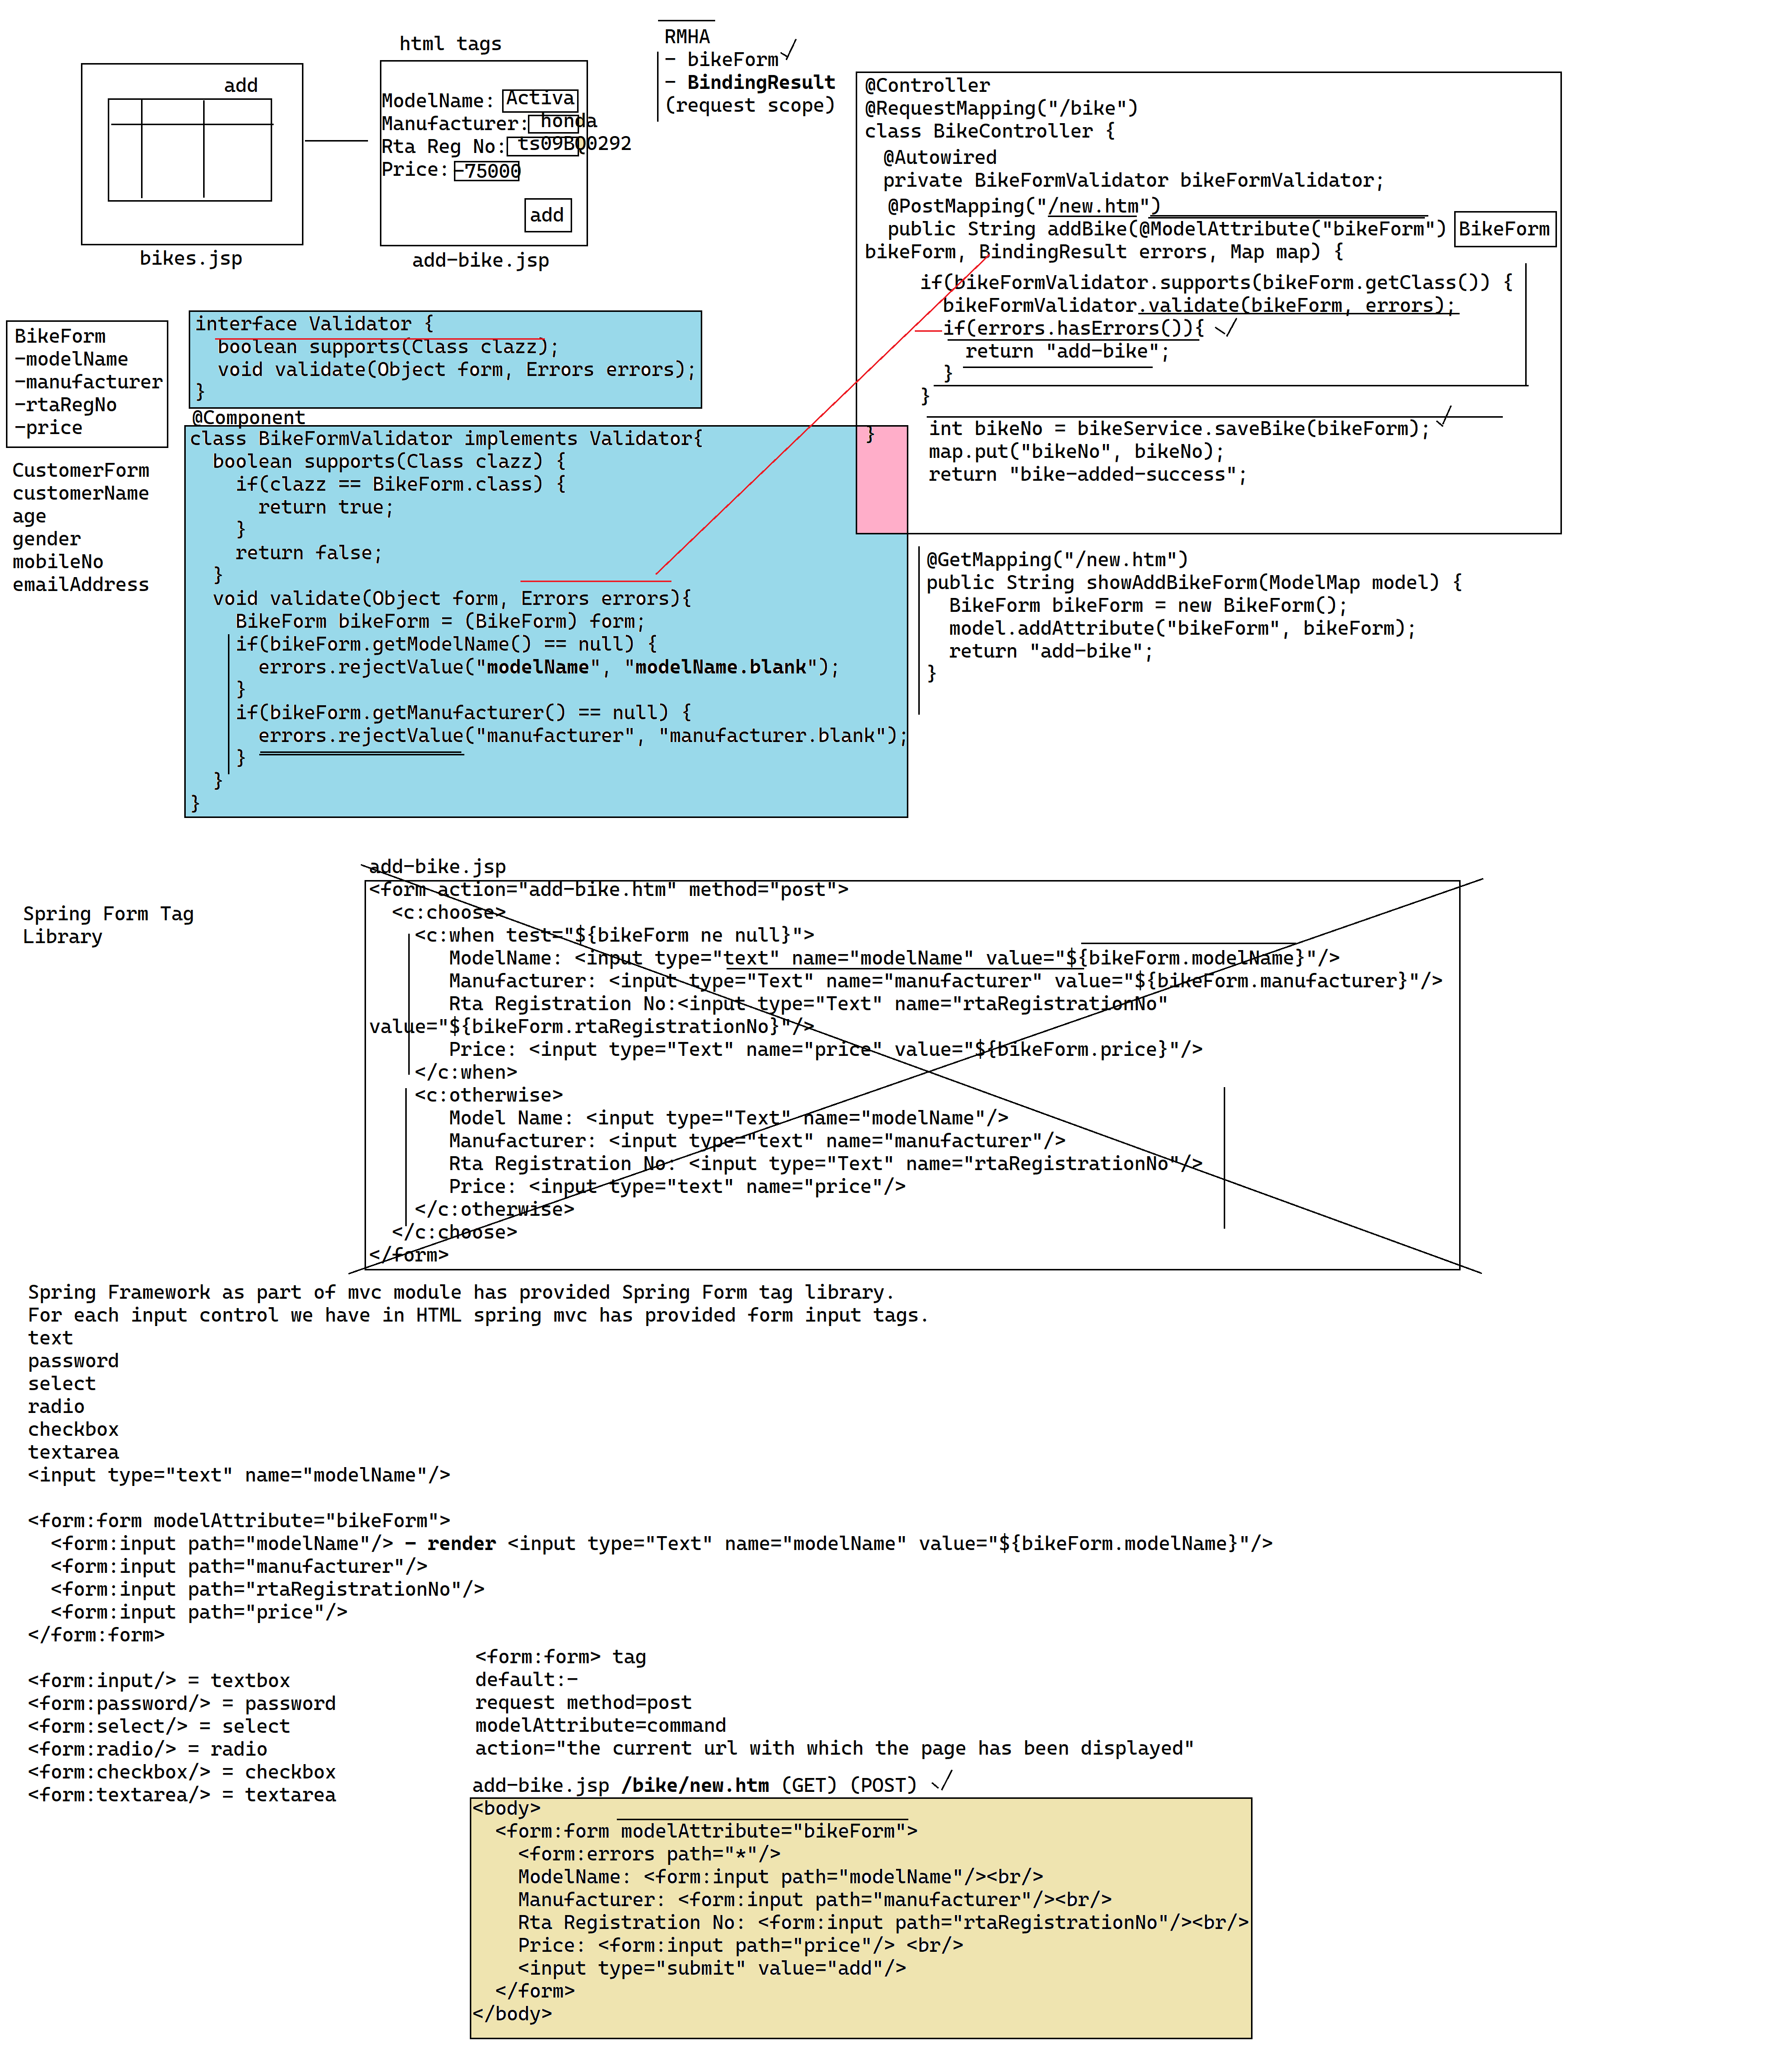 html tags
add
bikes.jsp
ModelName: Activa
Manufacturer: honda
Rta Reg No: ts09BQ0292
Price: -75000
add
add-bike.jsp
RMHA
- bikeForm
- BindingResult
(request scope)
@Controller
@RequestMapping("/bike")
class BikeController {
@Autowired
private BikeFormValidator bikeFormValidator;
@PostMapping("/new.htm")
public String addBike(@ModelAttribute("bikeForm") BikeForm
bikeForm, BindingResult errors, Map map) {
if(bikeFormValidator.supports(bikeForm.getClass()) {
bikeFormValidator.validate(bikeForm, errors);
if(errors.hasErrors()){
return "add-bike";
}
}
int bikeNo = bikeService.saveBike(bikeForm);
map.put("bikeNo", bikeNo);
return "bike-added-success";
}
@GetMapping("/new.htm")
public String showAddBikeForm(ModelMap model) {
BikeForm bikeForm = new BikeForm();
model.addAttribute("bikeForm", bikeForm);
return "add-bike";
}
BikeForm
-modelName
-manufacturer
-rtaRegNo
-price
CustomerForm
customerName
age
gender
mobileNo
emailAddress
interface Validator {
boolean supports(Class clazz);
void validate(Object form, Errors errors);
}
@Component
class BikeFormValidator implements Validator{
boolean supports(Class clazz) {
if(clazz == BikeForm.class) {
return true;
}
return false;
}
void validate(Object form, Errors errors){
BikeForm bikeForm = (BikeForm) form;
if(bikeForm.getModelName() == null) {
errors.rejectValue("modelName", "modelName.blank");
}
if(bikeForm.getManufacturer() == null) {
errors.rejectValue("manufacturer", "manufacturer.blank");
}
}
}
Spring Form Tag
Library
add-bike.jsp
<form action="add-bike.htm" method="post">
<c:choose>
<c:when test="${bikeForm ne null}">
ModelName: <input type="text" name="modelName" value="${bikeForm.modelName}"/>
Manufacturer: <input type="Text" name="manufacturer" value="${bikeForm.manufacturer}"/>
Rta Registration No:<input type="Text" name="rtaRegistrationNo"
value="${bikeForm.rtaRegistrationNo}"/>
Price: <input type="Text" name="price" value="${bikeForm.price}"/>
</c:when>
<c:otherwise>
Model Name: <input type="Text" name="modelName"/>
Manufacturer: <input type="text" name="manufacturer"/>
Rta Registration No: <input type="Text" name="rtaRegistrationNo"/>
Price: <input type="text" name="price"/>
</c:otherwise>
</c:choose>
</form>
Spring Framework as part of mvc module has provided Spring Form tag library.
For each input control we have in HTML spring mvc has provided form input tags.
text
password
select
radio
checkbox
textarea
<input type="text" name="modelName"/>
<form:form modelAttribute="bikeForm">
<form:input path="modelName"/> - render <input type="Text" name="modelName" value="${bikeForm.modelName}"/>
<form:input path="manufacturer"/>
<form:input path="rtaRegistrationNo"/>
<form:input path="price"/>
</form:form>
<form:input/> = textbox
<form:password/> = password
<form:select/> = select
<form:radio/> = radio
<form:checkbox/> = checkbox
<form:textarea/> = textarea
<form:form> tag
default:-
request method=post
modelAttribute=command
action="the current url with which the page has been displayed"
add-bike.jsp /bike/new.htm (GET) (POST)
<body>
<form:form modelAttribute="bikeForm">
<form:errors path="*"/>
ModelName: <form:input path="modelName"/><br/>
Manufacturer: <form:input path="manufacturer"/><br/>
Rta Registration No: <form:input path="rtaRegistrationNo"/><br/>
Price: <form:input path="price"/> <br/>
<input type="submit" value="add"/>
</form>
</body>